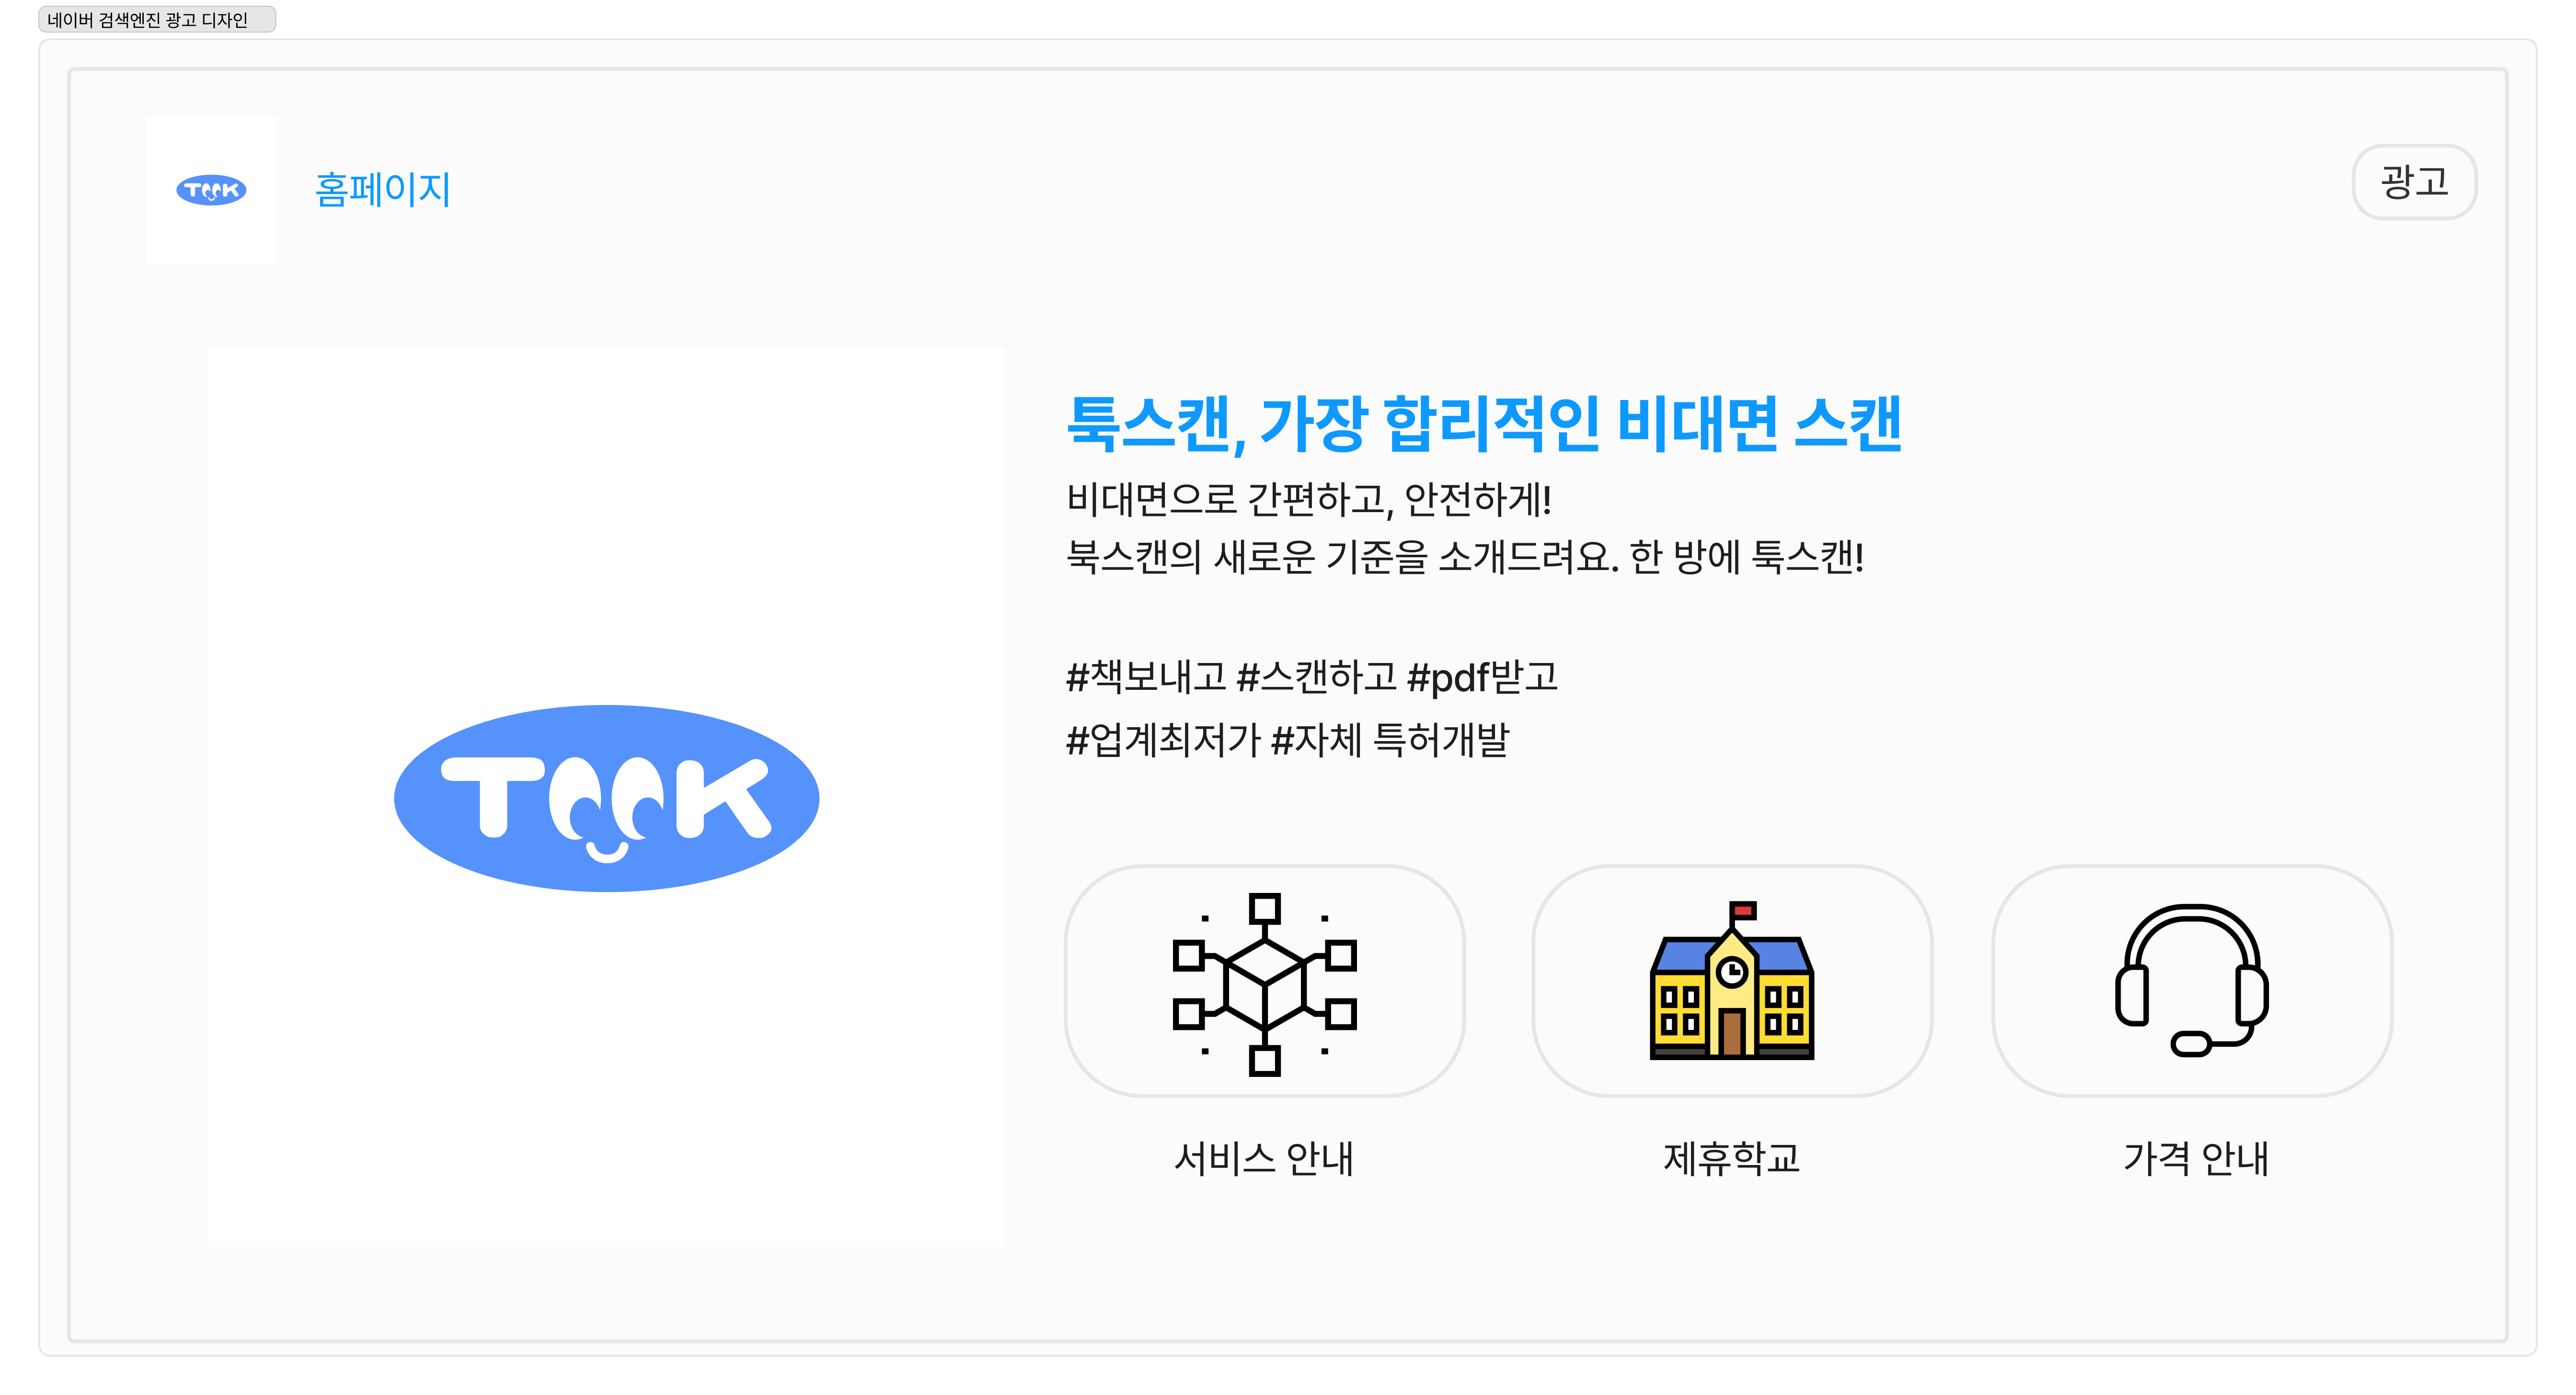 네이버 검색엔진 광고 디자인
TOOK
홈페이지
광고
툭스캔, 가장 합리적인 비대면 스캔
비대면으로 간편하고, 안전하게!
북스캔의 새로운 기준을 소개드려요. 한 방에 툭스캔!
#책보내고 #스캔하고 #pdf받고
#업계최저가 #자체 특허개발
TOOK
서비스 안내
제휴학교
가격 안내